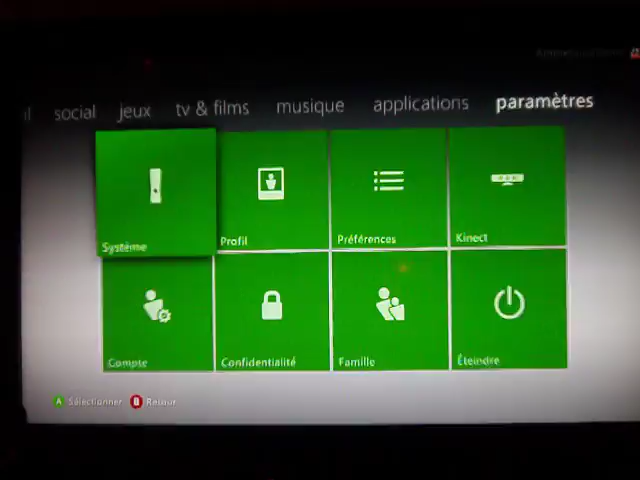 social jeux tv & films musique applications paramètres
Système Profil Préférences Kinect
Compte Confidentialité Famille Éteindre
A Sélectionner B Retour